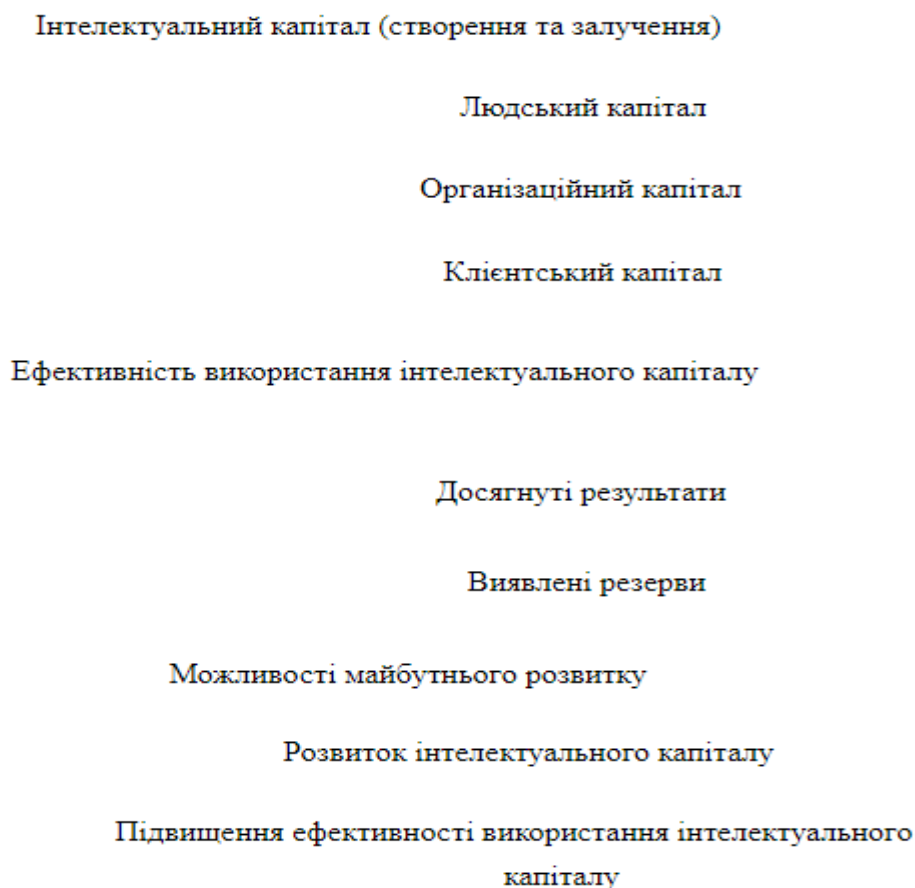 Інтелектуальний капітал (створення та залучення)
Людський капітал
Організаційний капітал
Клієнтський капітал
Ефективність використання інтелектуального капіталу
Досягнуті результати
Виявлені резерви
Можливості майбутнього розвитку
Розвиток інтелектуального капіталу
Підвищення ефективності використання інтелектуального
капіталу